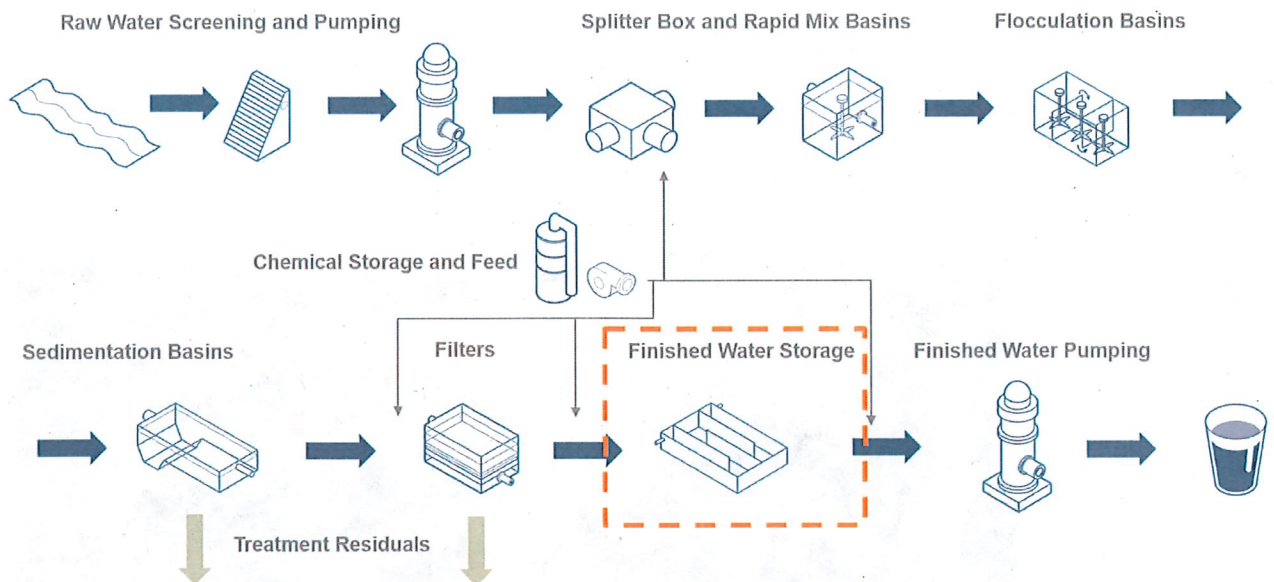 Raw Water Screening and Pumping
Splitter Box and Rapid Mix Basins
Flocculation Basins
Chemical Storage and Feed
Sedimentation Basins
Filters
Finished Water Storage
Finished Water Pumping
Treatment Residuals